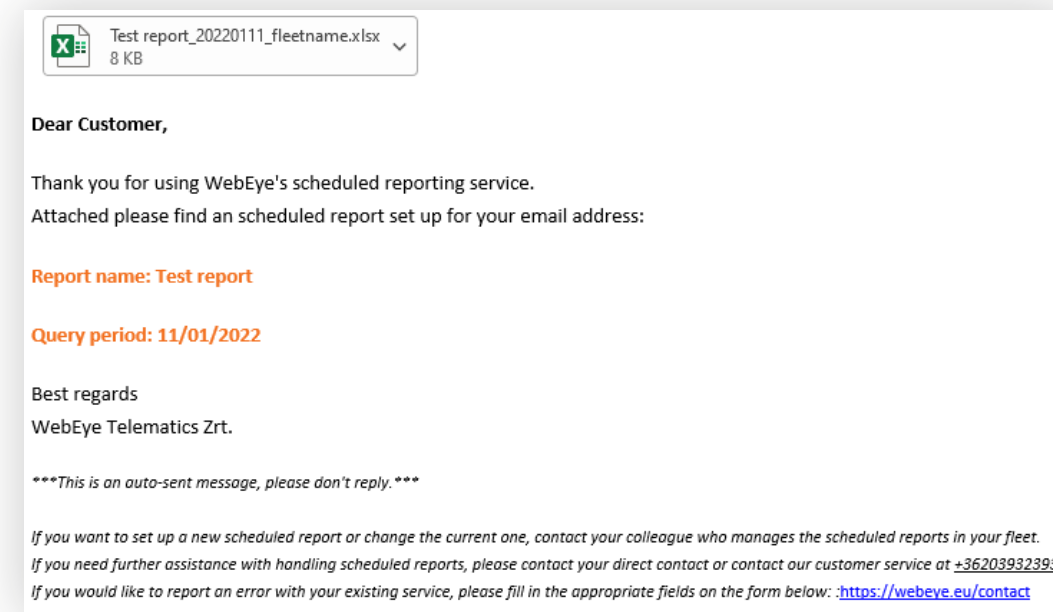 Test report_20220111_fleetname.xlsx
8 KB
Dear Customer,
Thank you for using WebEye's scheduled reporting service.
Attached please find an scheduled report set up for your email address:
Report name: Test report
Query period: 11/01/2022
Best regards
WebEye Telematics Zrt.
***This is an auto-sent message, please don't reply.***
If you want to set up a new scheduled report or change the current one, contact your colleague who manages the scheduled reports in your fleet.
If you need further assistance with handling scheduled reports, please contact your direct contact or contact our customer service at
If you would like to report an error with your existing service, please fill in the appropriate fields on the form below: :https://webeye.eu/contact